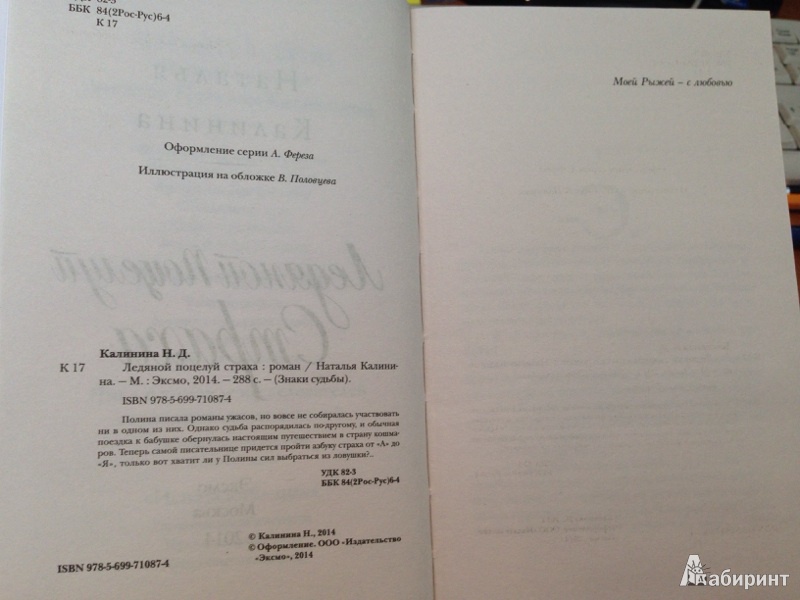 УДК 82-3
ББК 84(2Рос-Рус)6-4
К 17
Оформление серии А. Фереза
Иллюстрация на обложке В. Половцева
Калинина Н. Д.
К 17 Ледяной поцелуй страха : роман / Наталья Калини-
на. – М. : Эксмо, 2014. – 288 с. – (Знаки судьбы).
ISBN 978-5-699-71087-4
Полина писала романы ужасов, но вовсе не собиралась участвовать
ни в одном из них. Однако судьба распорядилась по-другому, и обычная
поездка к бабушке обернулась настоящим путешествием в страну кошма-
ров. Теперь самой писательнице придется пройти азбуку страха от «А» до
«Я», только вот хватит ли у Полины сил выбраться из ловушки?..
УДК 82-3
ББК 84(2Рос-Рус)6-4
© Калинина Н., 2014
© Оформление. ООО «Издательство
«Эксмо», 2014
ISBN 978-5-699-71087-4
Моей Рыжей – с любовью
Лабиринт